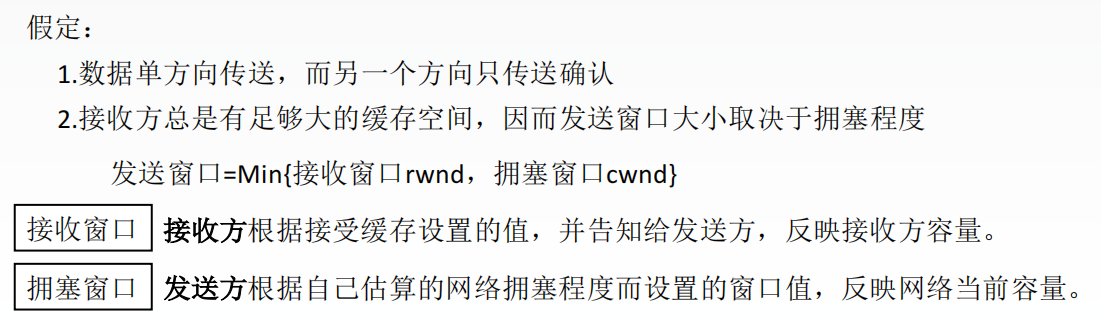 假定：
1.数据单方向传送，而另一个方向只传送确认
2.接收方总是有足够大的缓存空间，因而发送窗口大小取决于拥塞程度
发送窗口=Min{接收窗口rwnd，拥塞窗口cwnd}
接收窗口 接收方根据接受缓存设置的值，并告知给发送方，反映接收方容量。
拥塞窗口 发送方根据自己估算的网络拥塞程度而设置的窗口值，反映网络当前容量。